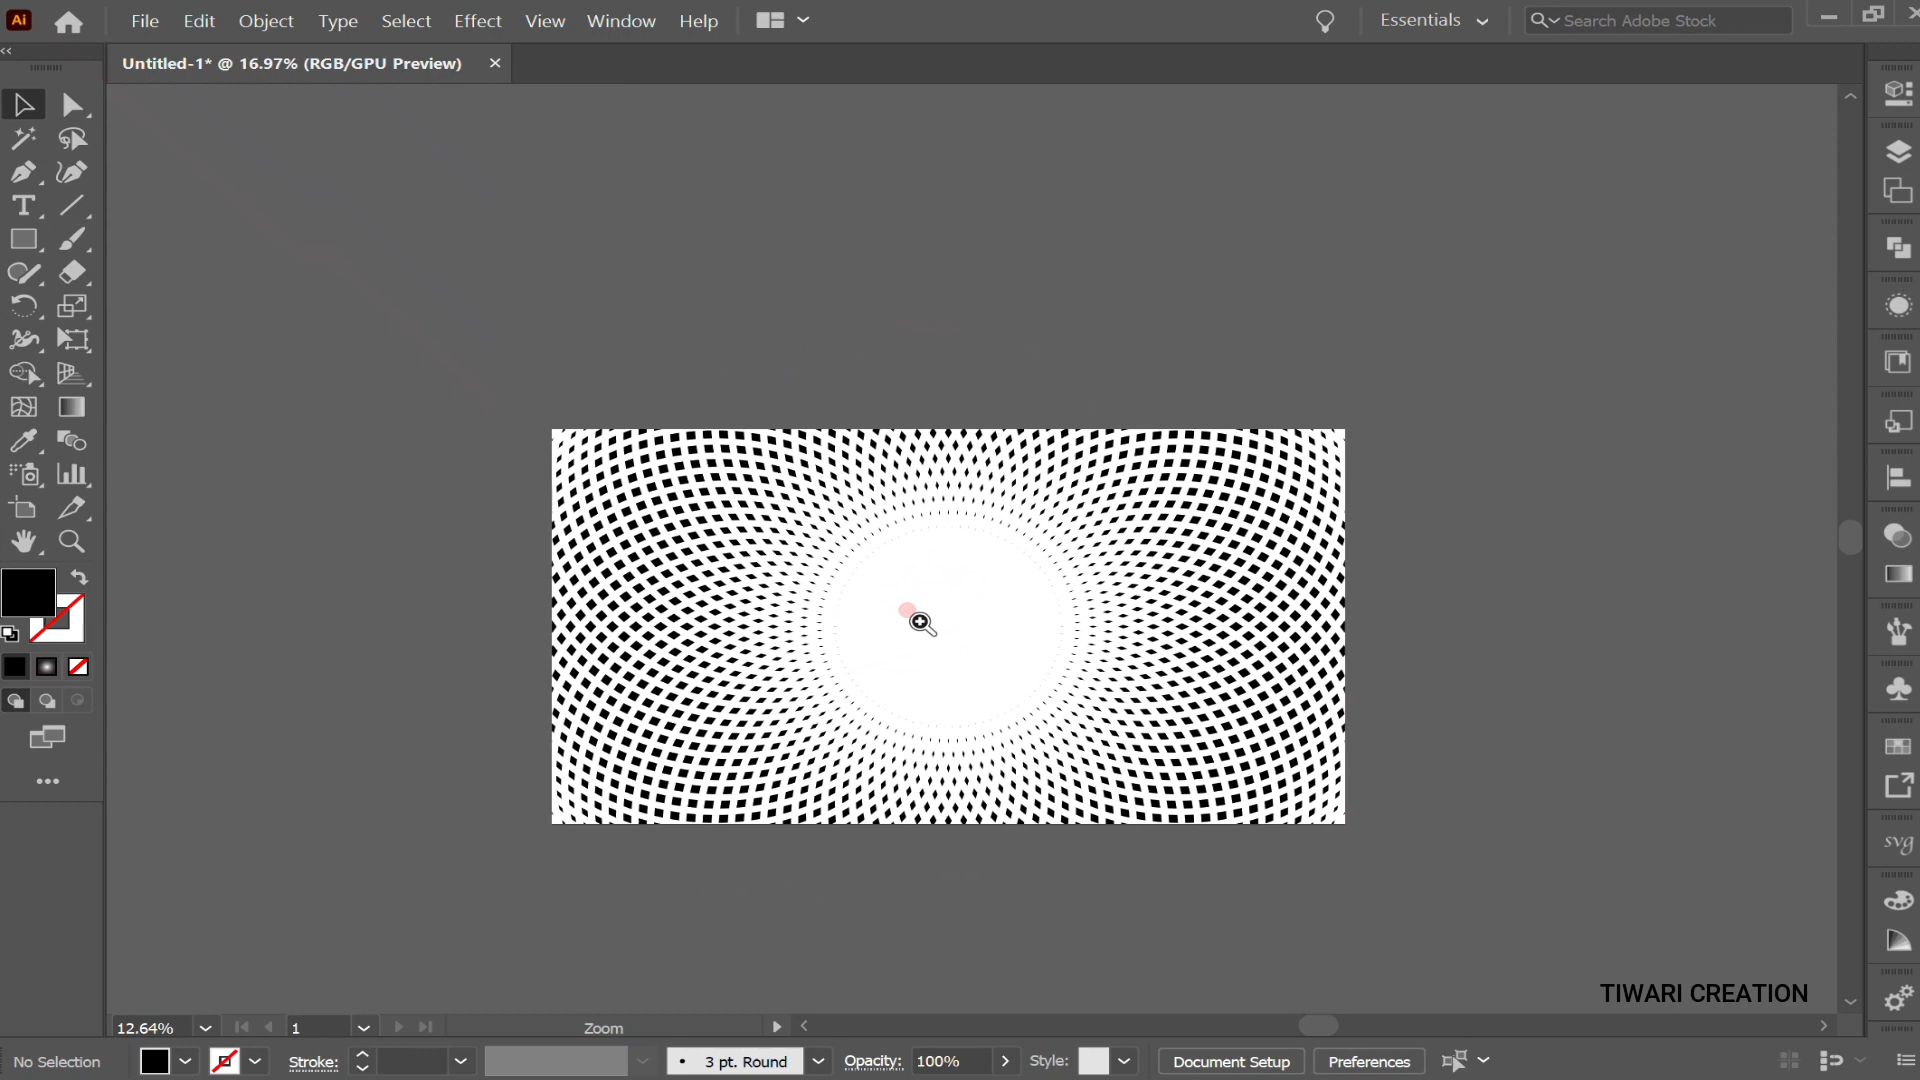 Ai
File Edit Object Type Select Effect View Window Help
Essentials
Search Adobe Stock
Untitled-1* @ 16.97% (RGB/GPU Preview)
svg
TIWARI CREATION
12.64%
1
Zoom
No Selection
Stroke:
3 pt. Round
Opacity: 100%
Style:
Document Setup
Preferences